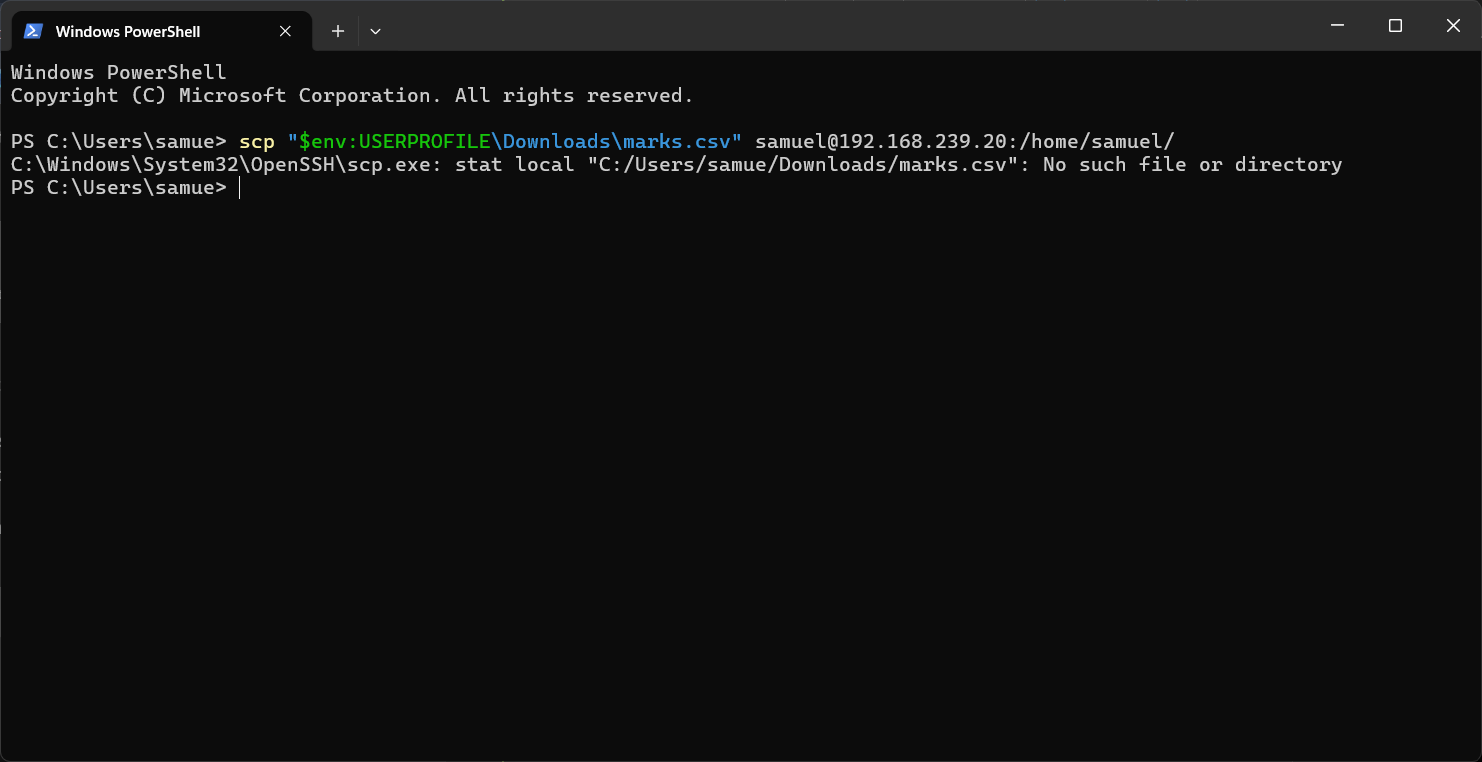 Windows PowerShell
Windows PowerShell
Copyright (C) Microsoft Corporation. All rights reserved.
PS C:\Users\samue> scp "$env:USERPROFILE\Downloads\marks.csv" samuel@192.168.239.20:/home/samuel/
C:\Windows\System32\OpenSSH\scp.exe: stat local "C:/Users/samue/Downloads/marks.csv": No such file or directory
PS C:\Users\samue>